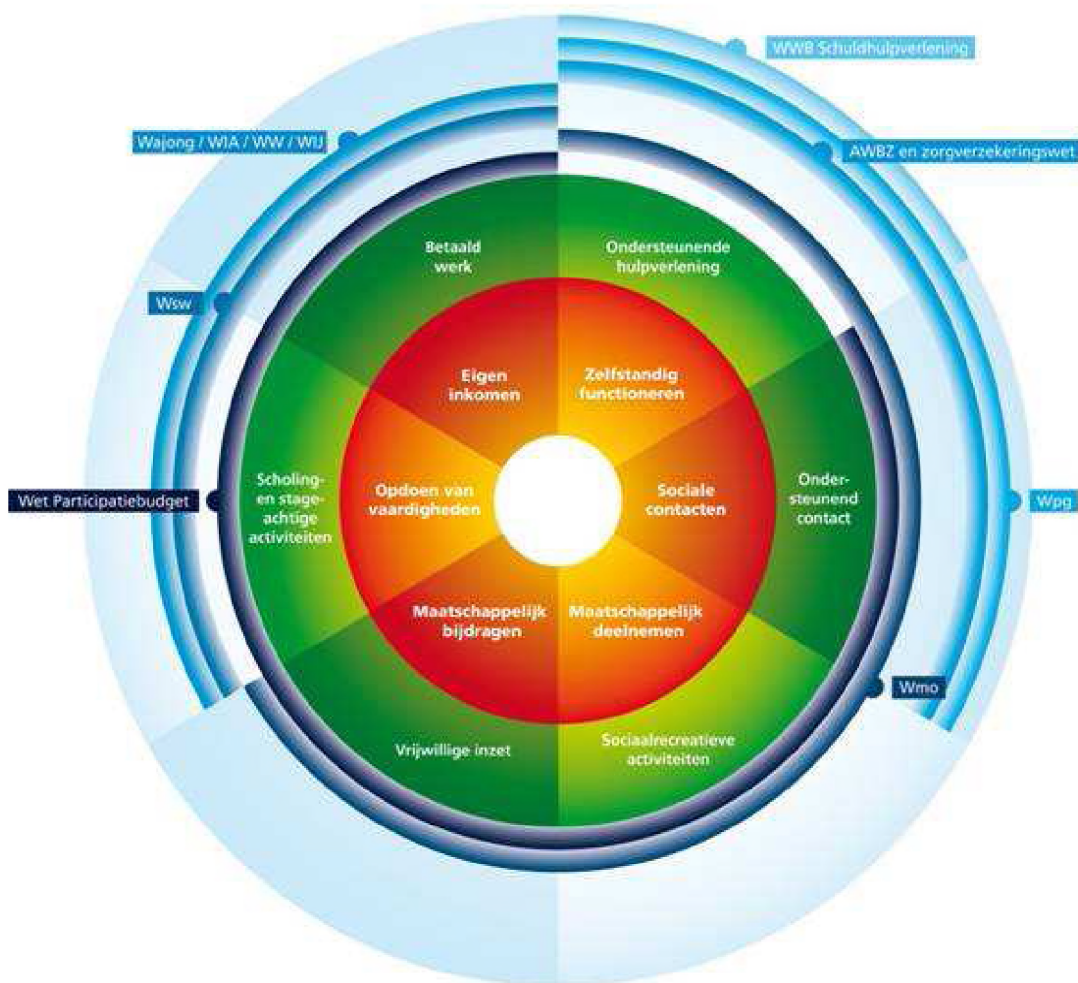 WWB Schuldhulpverlening
Wajong / WIA / WW / WIJ
AWBZ en zorgverzekeringswet
Betaald
werk
Ondersteunende
hulpverlening
Wsw
Eigen
inkomen
Zelfstandig
functioneren
Wet Participatiebudget
Scholing-
en stage-
achtige
activiteiten
Opdoen van
vaardigheden
Sociale
contacten
Onder-
steunend
contact
Wpg
Maatschappelijk
bijdragen
Maatschappelijk
deelnemen
Wmo
Vrijwillige inzet
Sociaalrecreatieve
activiteiten